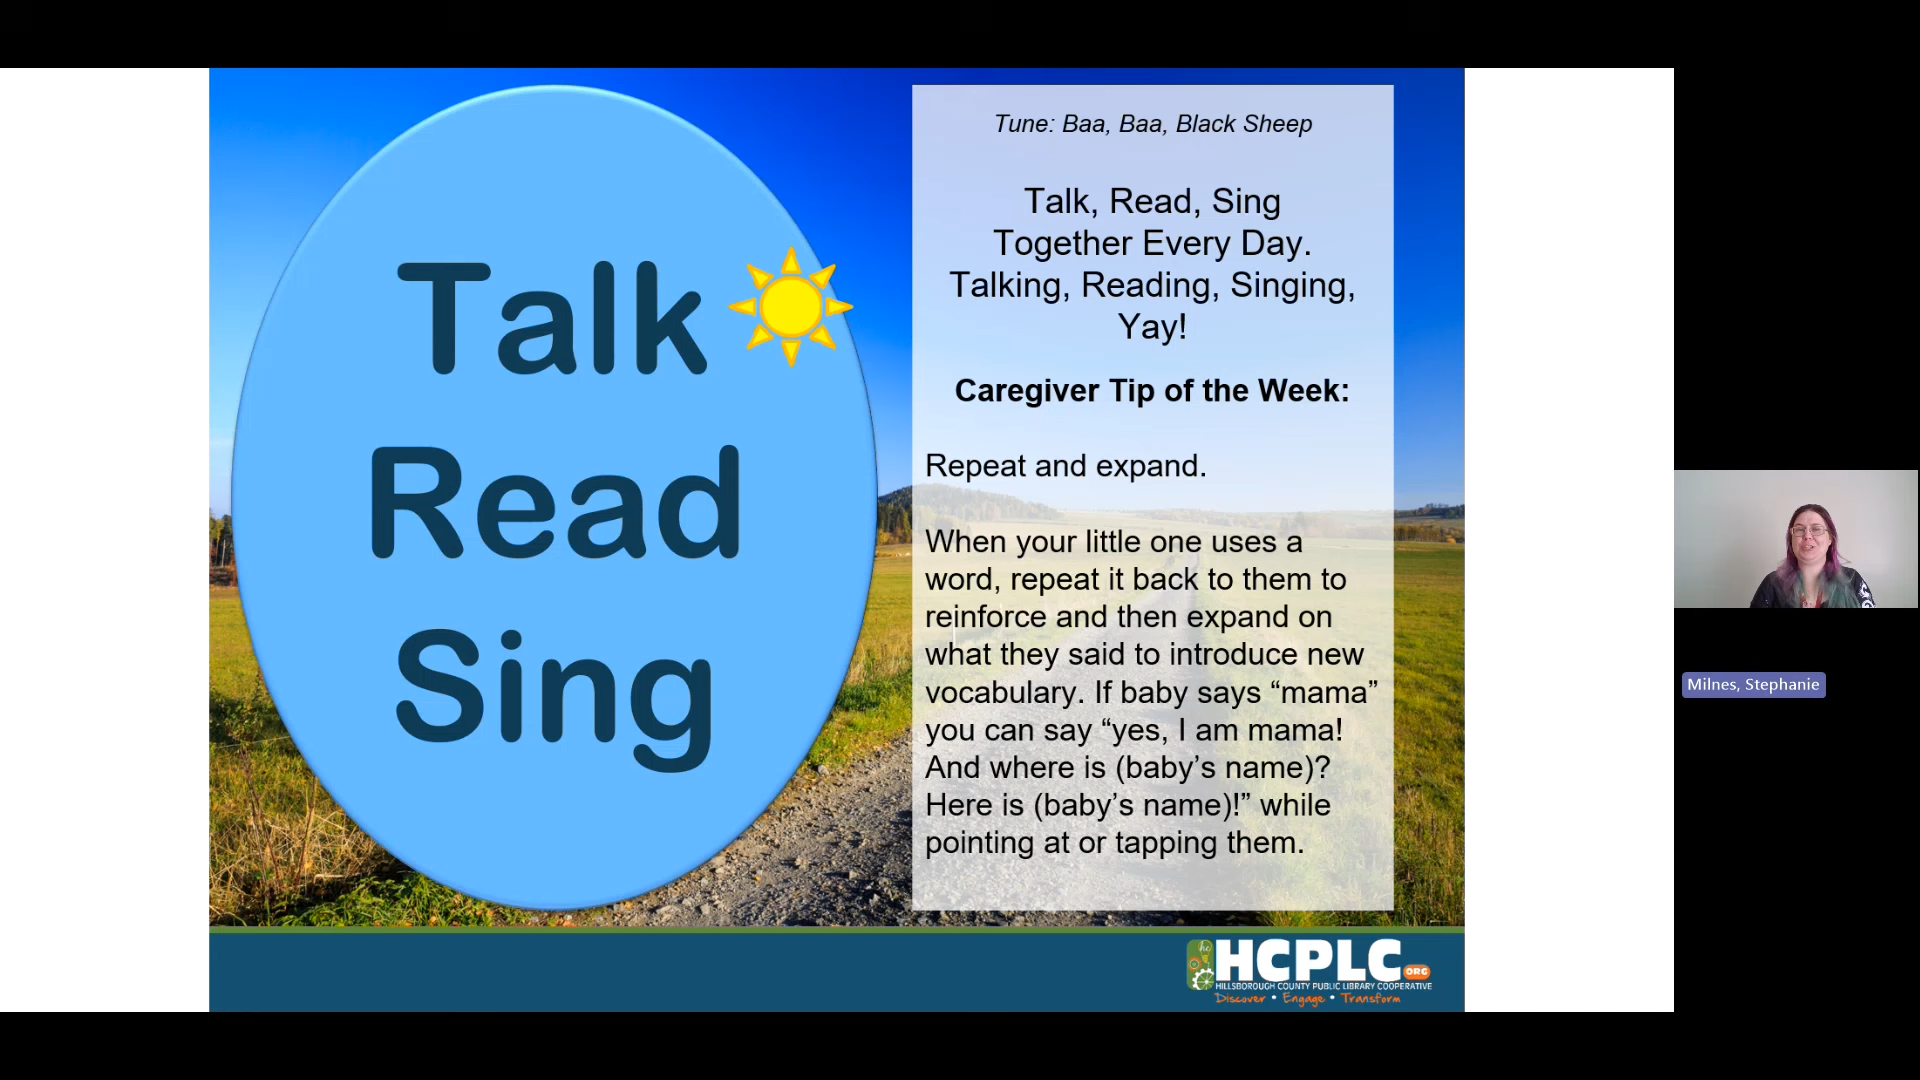 Talk
Read
Sing
Tune: Baa, Baa, Black Sheep
Talk, Read, Sing
Together Every Day.
Talking, Reading, Singing,
Yay!
Caregiver Tip of the Week:
Repeat and expand.
When your little one uses a
word, repeat it back to them to
reinforce and then expand on
what they said to introduce new
vocabulary. If baby says “mama”
you can say “yes, I am mama!
And where is (baby’s name)?
Here is (baby’s name)!” while
pointing at or tapping them.
hc
HCPLC ORG
HILLSBOROUGH COUNTY PUBLIC LIBRARY COOPERATIVE
Discover • Engage • Transform
Milnes, Stephanie